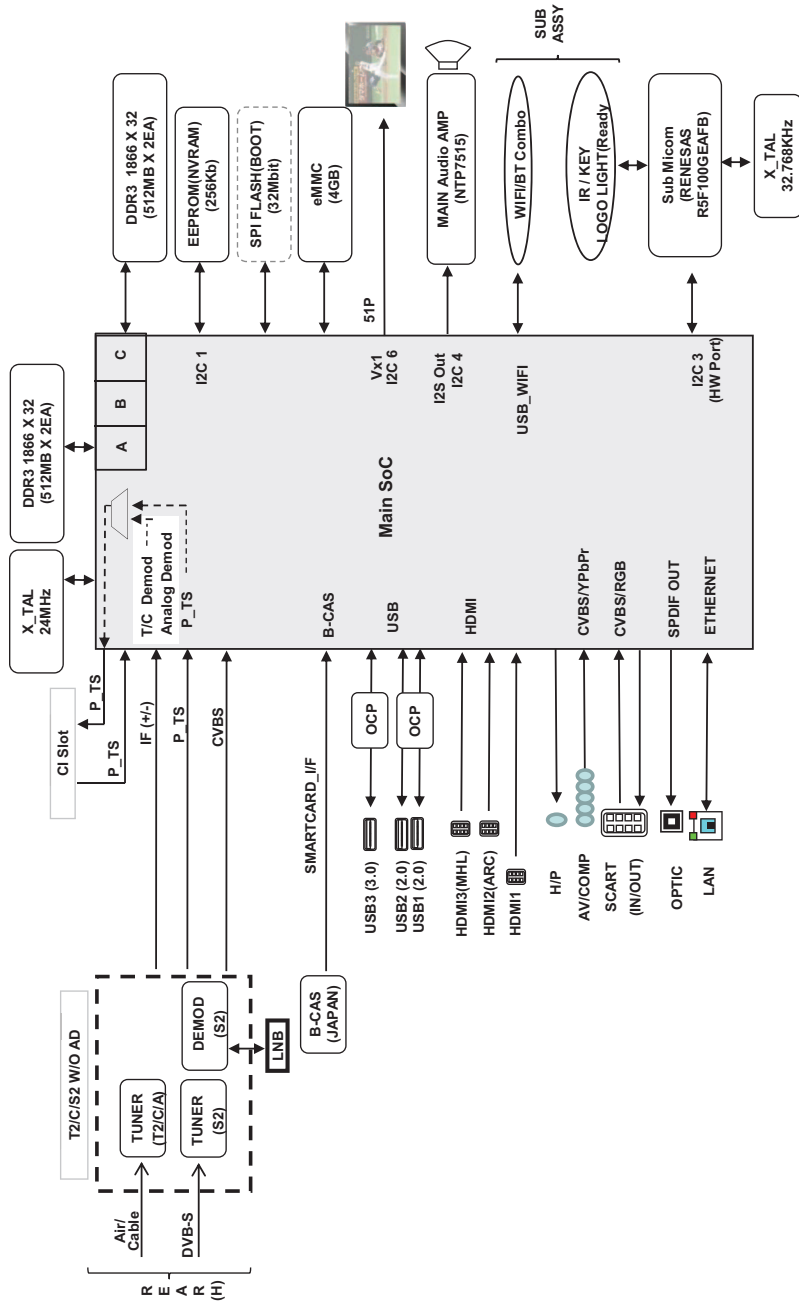 R
E
A
R
(H)
Air/
Cable
DVB-S
T2/C/S2 W/O AD
TUNER
(T2/C/A)
TUNER
(S2)
DEMOD
(S2)
LNB
B-CAS
(JAPAN)
CI Slot
P_TS
P_TS
IF (+/-)
P_TS
CVBS
SMARTCARD_I/F
USB3 (3.0)
OCP
USB2 (2.0)
USB1 (2.0)
OCP
HDMI3(MHL)
HDMI2(ARC)
HDMI1
H/P
AV/COMP
SCART
(IN/OUT)
OPTIC
LAN
X_TAL
24MHz
DDR3 1866 X 32
(512MB X 2EA)
A
B
C
T/C Demod
Analog Demod
P_TS
B-CAS
USB
HDMI
CVBS/YPbPr
CVBS/RGB
SPDIF OUT
ETHERNET
Main SoC
I2C 1
Vx1
I2C 6
I2S Out
I2C 4
USB_WIFI
I2C 3
(HW Port)
51P
DDR3 1866 X 32
(512MB X 2EA)
EEPROM(NVRAM)
(256Kb)
SPI FLASH(BOOT)
(32Mbit)
eMMC
(4GB)
MAIN Audio AMP
(NTP7515)
WIFI/BT Combo
IR / KEY
LOGO LIGHT/Ready
SUB
ASSY
Sub Micom
(RENESAS
R5F100GEAFB)
X_TAL
32.768KHz